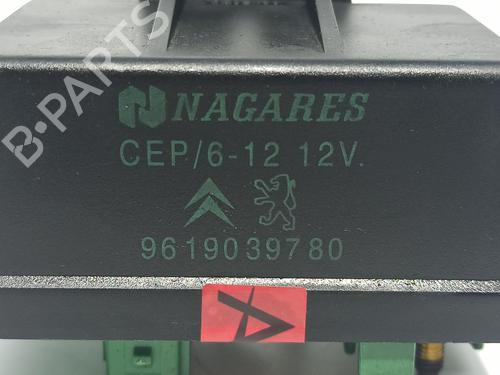 NAGARES
CEP/6-12 12V.
9619039780
B-PARTS